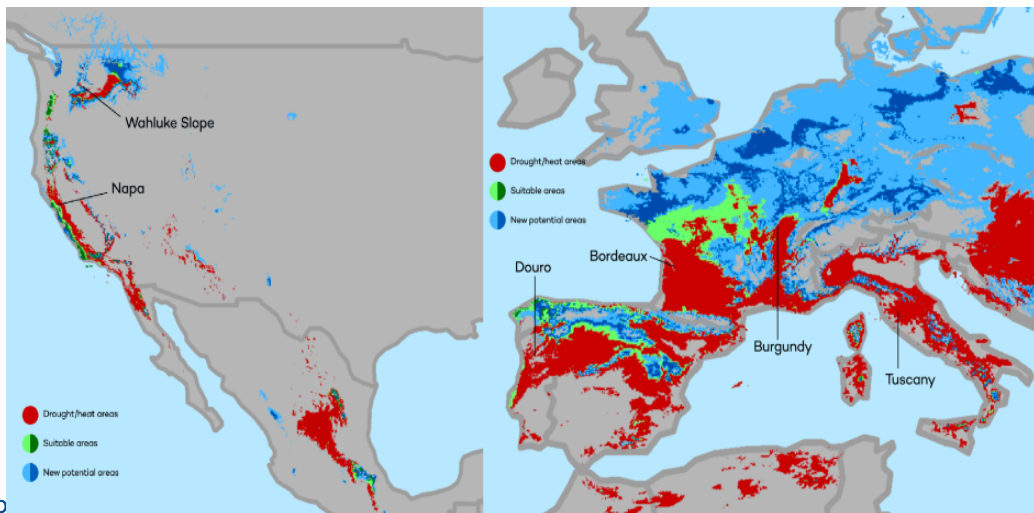 Wahluke Slope
Napa
Drought/heat areas
Suitable areas
New potential areas
Drought/heat areas
Suitable areas
New potential areas
Bordeaux
Douro
Burgundy
Tuscany